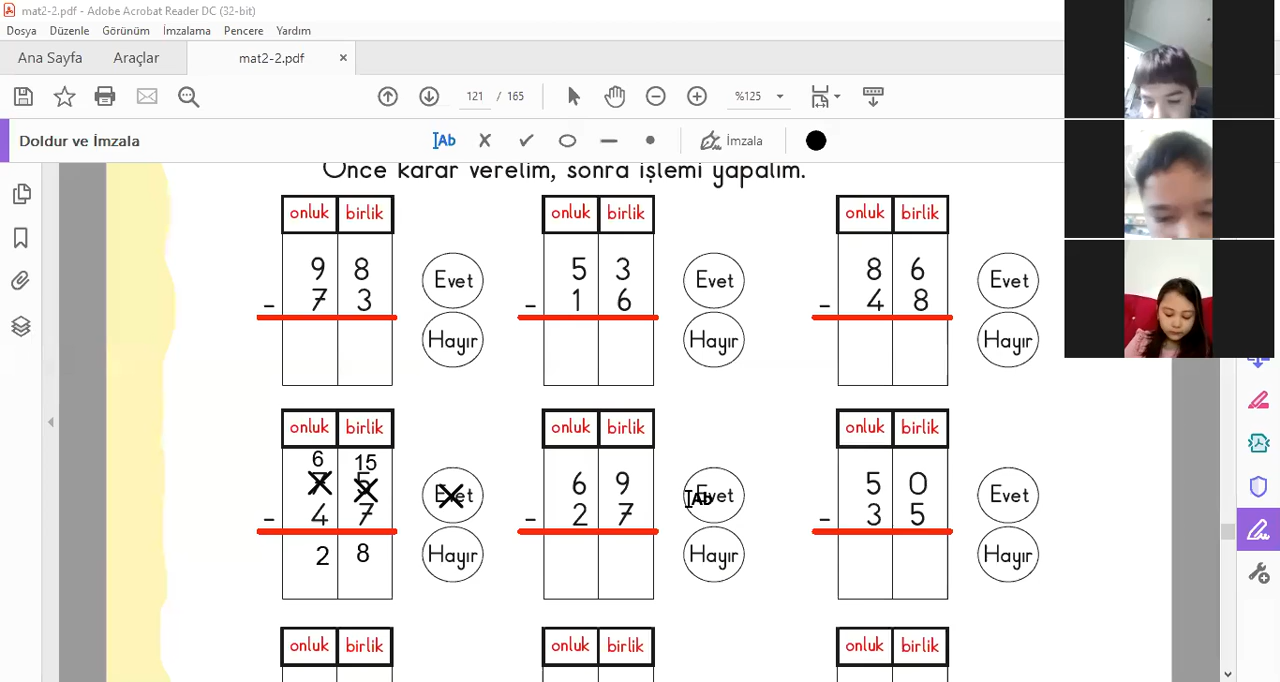 mat2-2.pdf - Adobe Acrobat Reader DC (32-bit)
Dosya Düzenle Görünüm İmzalama Pencere Yardım
Ana Sayfa Araçlar mat2-2.pdf ×
121 / 165 %125
Doldur ve İmzala Ab İmzala
Önce karar verelim, sonra işlemi yapalım.
onluk birlik onluk birlik onluk birlik
9 8 Evet 5 3 Evet 8 6 Evet
- 7 3 - 1 6 - 4 8
Hayır Hayır Hayır
onluk birlik onluk birlik onluk birlik
6 15
7 5 Evet 6 9 Evet 5 0 Evet
- 4 7 - 2 7 - 3 5
2 8 Hayır Hayır Hayır
onluk birlik onluk birlik onluk birlik